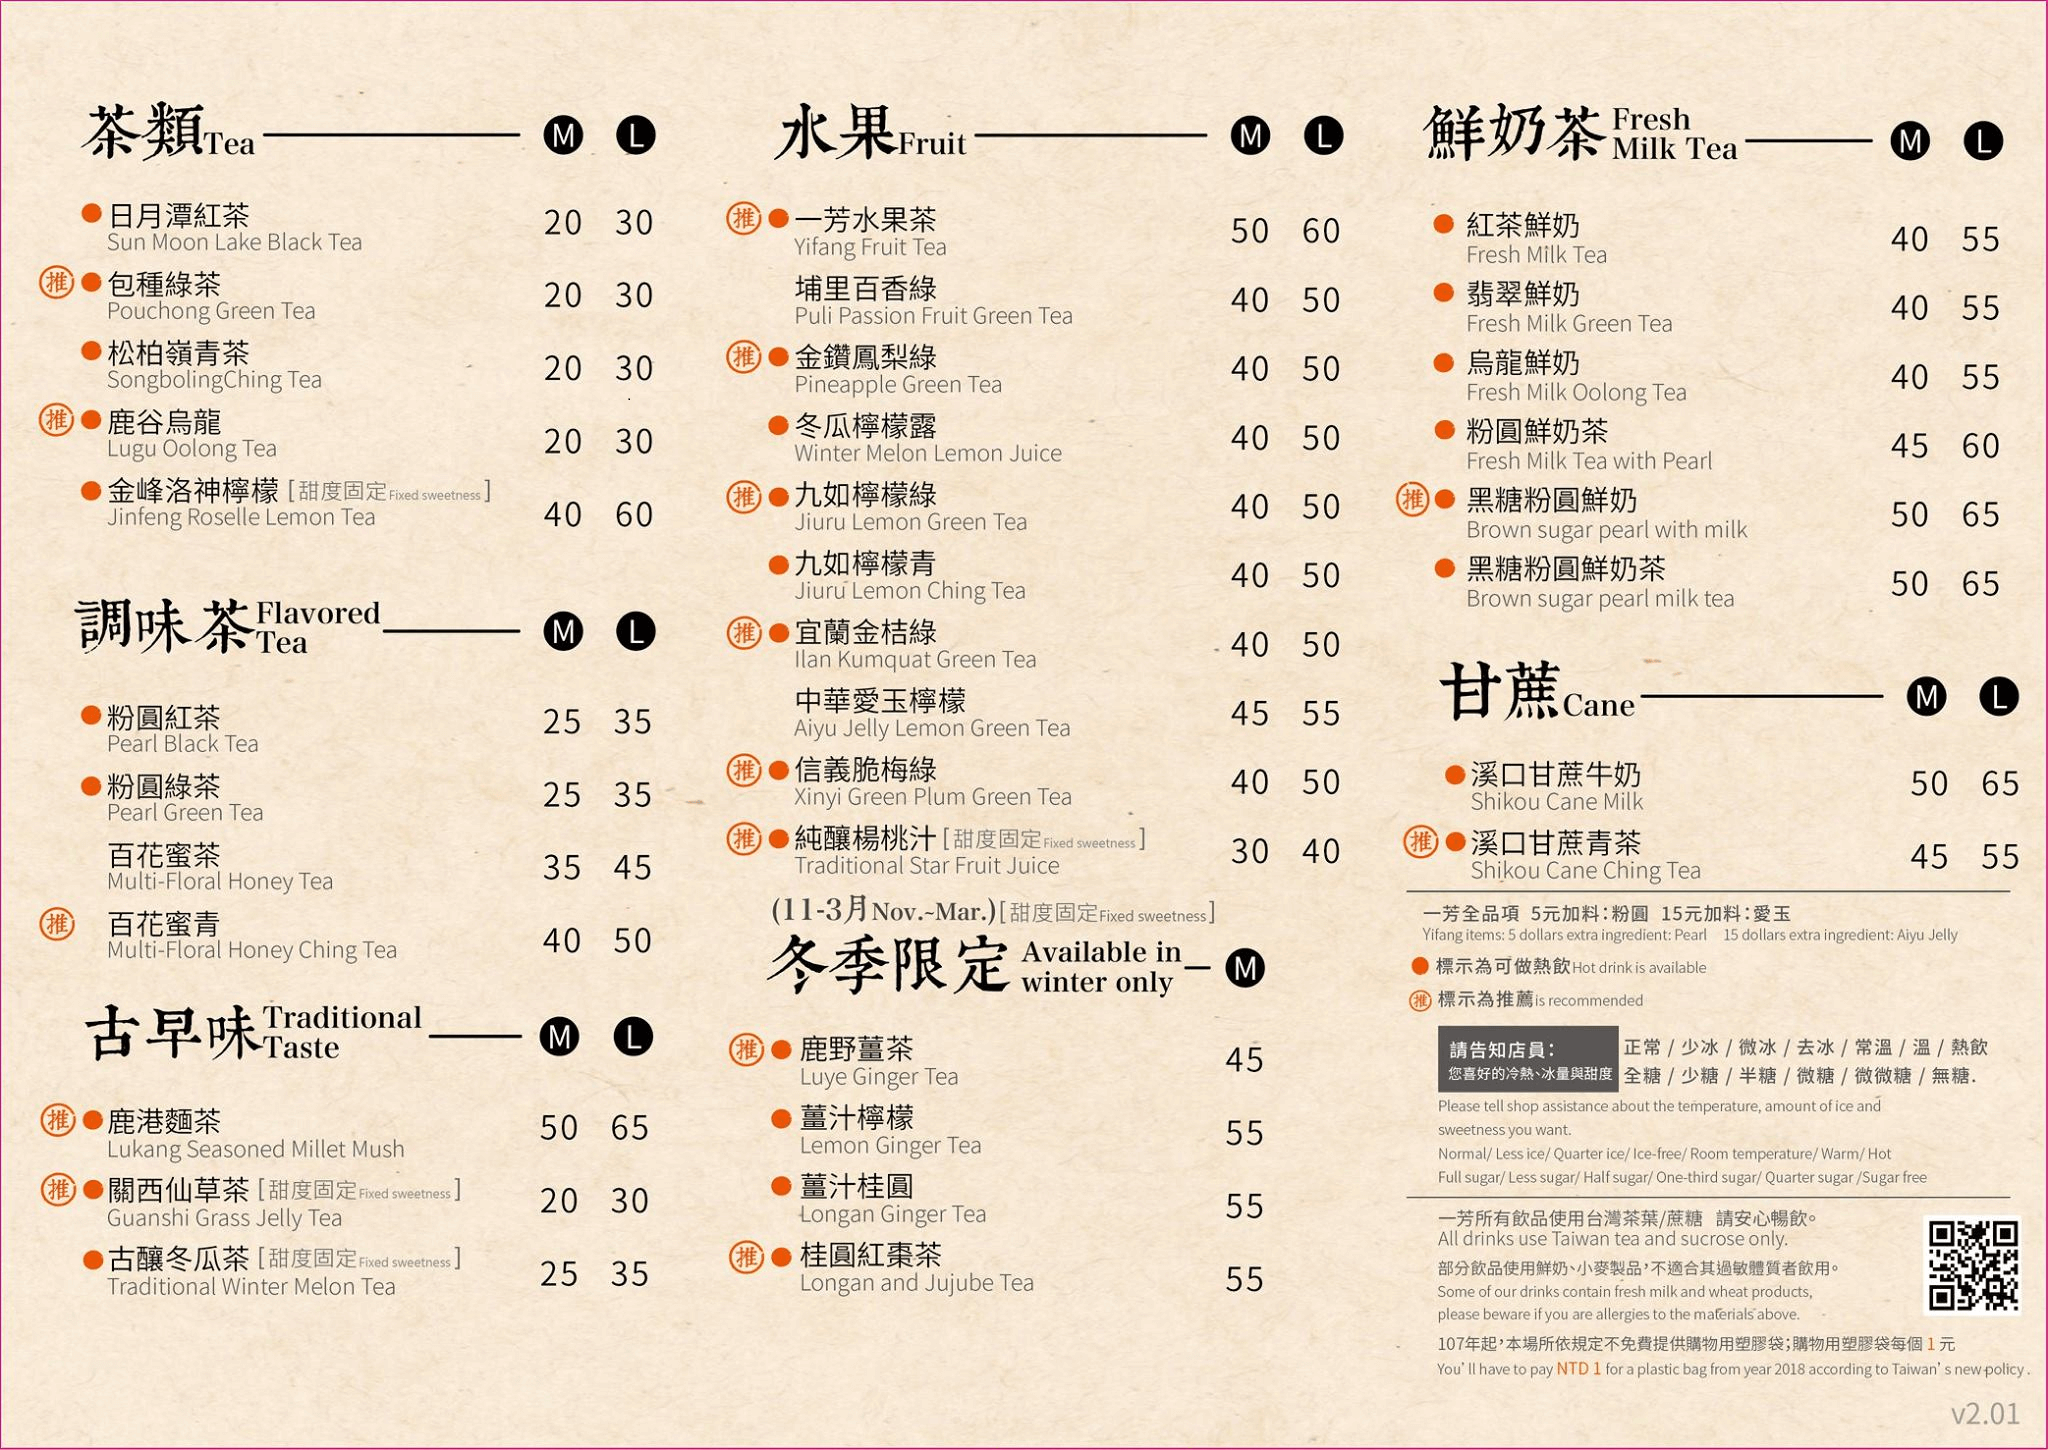 茶類 Tea M L
日月潭紅茶
Sun Moon Lake Black Tea 20 30
推 包種綠茶
Pouchong Green Tea 20 30
松柏嶺青茶
SongbolingChing Tea 20 30
推 鹿谷烏龍
Lugu Oolong Tea 20 30
金峰洛神檸檬 [甜度固定Fixed sweetness]
Jinfeng Roselle Lemon Tea 40 60
調味茶 Flavored Tea M L
粉圓紅茶
Pearl Black Tea 25 35
粉圓綠茶
Pearl Green Tea 25 35
百花蜜茶
Multi-Floral Honey Tea 35 45
推 百花蜜青
Multi-Floral Honey Ching Tea 40 50
古早味 Traditional Taste M L
推 鹿港麵茶
Lukang Seasoned Millet Mush 50 65
推 關西仙草茶 [甜度固定Fixed sweetness]
Guanshi Grass Jelly Tea 20 30
古釀冬瓜茶 [甜度固定Fixed sweetness]
Traditional Winter Melon Tea 25 35
水果 Fruit M L
推 一芳水果茶
Yifang Fruit Tea 50 60
埔里百香綠
Puli Passion Fruit Green Tea 40 50
推 金鑽鳳梨綠
Pineapple Green Tea 40 50
冬瓜檸檬露
Winter Melon Lemon Juice 40 50
推 九如檸檬綠
Jiuru Lemon Green Tea 40 50
九如檸檬青
Jiuru Lemon Ching Tea 40 50
推 宜蘭金桔綠
Ilan Kumquat Green Tea 40 50
中華愛玉檸檬
Aiyu Jelly Lemon Green Tea 45 55
推 信義脆梅綠
Xinyi Green Plum Green Tea 40 50
推 純釀楊桃汁 [甜度固定Fixed sweetness]
Traditional Star Fruit Juice 30 40
(11-3月Nov.~Mar.)[甜度固定Fixed sweetness]
冬季限定 Available in winter only M
推 鹿野薑茶
Luye Ginger Tea 45
薑汁檸檬
Lemon Ginger Tea 55
薑汁桂圓
Longan Ginger Tea 55
推 桂圓紅棗茶
Longan and Jujube Tea 55
鮮奶茶 Fresh Milk Tea M L
紅茶鮮奶
Fresh Milk Tea 40 55
翡翠鮮奶
Fresh Milk Green Tea 40 55
烏龍鮮奶
Fresh Milk Oolong Tea 40 55
粉圓鮮奶茶
Fresh Milk Tea with Pearl 45 60
推 黑糖粉圓鮮奶
Brown sugar pearl with milk 50 65
黑糖粉圓鮮奶茶
Brown sugar pearl milk tea 50 65
甘蔗 Cane M L
溪口甘蔗牛奶
Shikou Cane Milk 50 65
推 溪口甘蔗青茶
Shikou Cane Ching Tea 45 55
一芳全品項 5元加料：粉圓 15元加料：愛玉
Yifang items: 5 dollars extra ingredient: Pearl 15 dollars extra ingredient: Aiyu Jelly
標示為可做熱飲Hot drink is available
推 標示為推薦is recommended
請告知店員：
您喜好的冷熱、冰量與甜度
正常 / 少冰 / 微冰 / 去冰 / 常溫 / 溫 / 熱飲
全糖 / 少糖 / 半糖 / 微糖 / 微微糖 / 無糖.
Please tell shop assistance about the temperature, amount of ice and
sweetness you want.
Normal/ Less ice/ Quarter ice/ Ice-free/ Room temperature/ Warm/ Hot
Full sugar/ Less sugar/ Half sugar/ One-third sugar/ Quarter sugar /Sugar free
一芳所有飲品使用台灣茶葉/蔗糖 請安心暢飲。
All drinks use Taiwan tea and sucrose only.
部分飲品使用鮮奶、小麥製品，不適合其過敏體質者飲用。
Some of our drinks contain fresh milk and wheat products,
please beware if you are allergies to the materials above.
107年起，本場所依規定不免費提供購物用塑膠袋；購物用塑膠袋每個 1 元
You'll have to pay NTD 1 for a plastic bag from year 2018 according to Taiwan's new policy.
v2.01